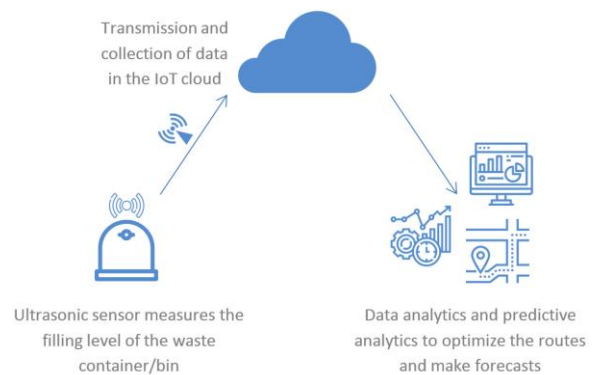 Transmission and
collection of data
in the IoT cloud
Ultrasonic sensor measures the
filling level of the waste
container/bin
Data analytics and predictive
analytics to optimize the routes
and make forecasts